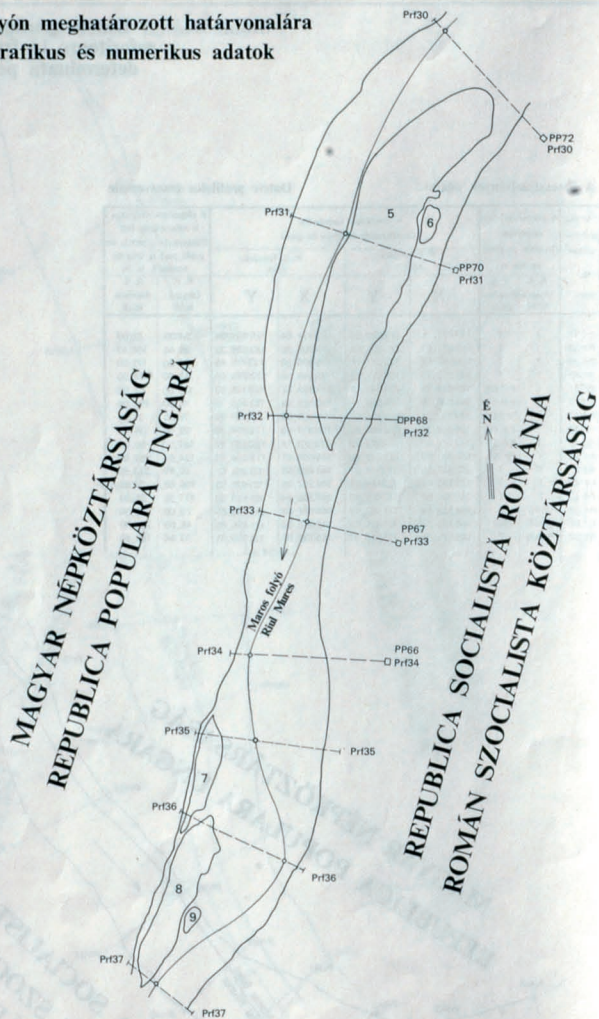 yón meghatározott határvonalára
rafikus és numerikus adatok
Prf30
PP72
Prf30
5
6
Prf31
PP70
Prf31
Prf32
PP68
Prf32
É
N
Prf33
PP67
Prf33
Maros folyó
Riul Mures
Prf34
PP66
Prf34
Prf35
Prf35
7
Prf36
Prf36
8
9
Prf37
Prf37
MAGYAR NÉPKÖZTÁRSASÁG
REPUBLICA POPULARĂ UNGARĂ
REPUBLICA SOCIALISTĂ ROMÂNIA
ROMÁN SZOCIALISTA KÖZTÁRSASÁG